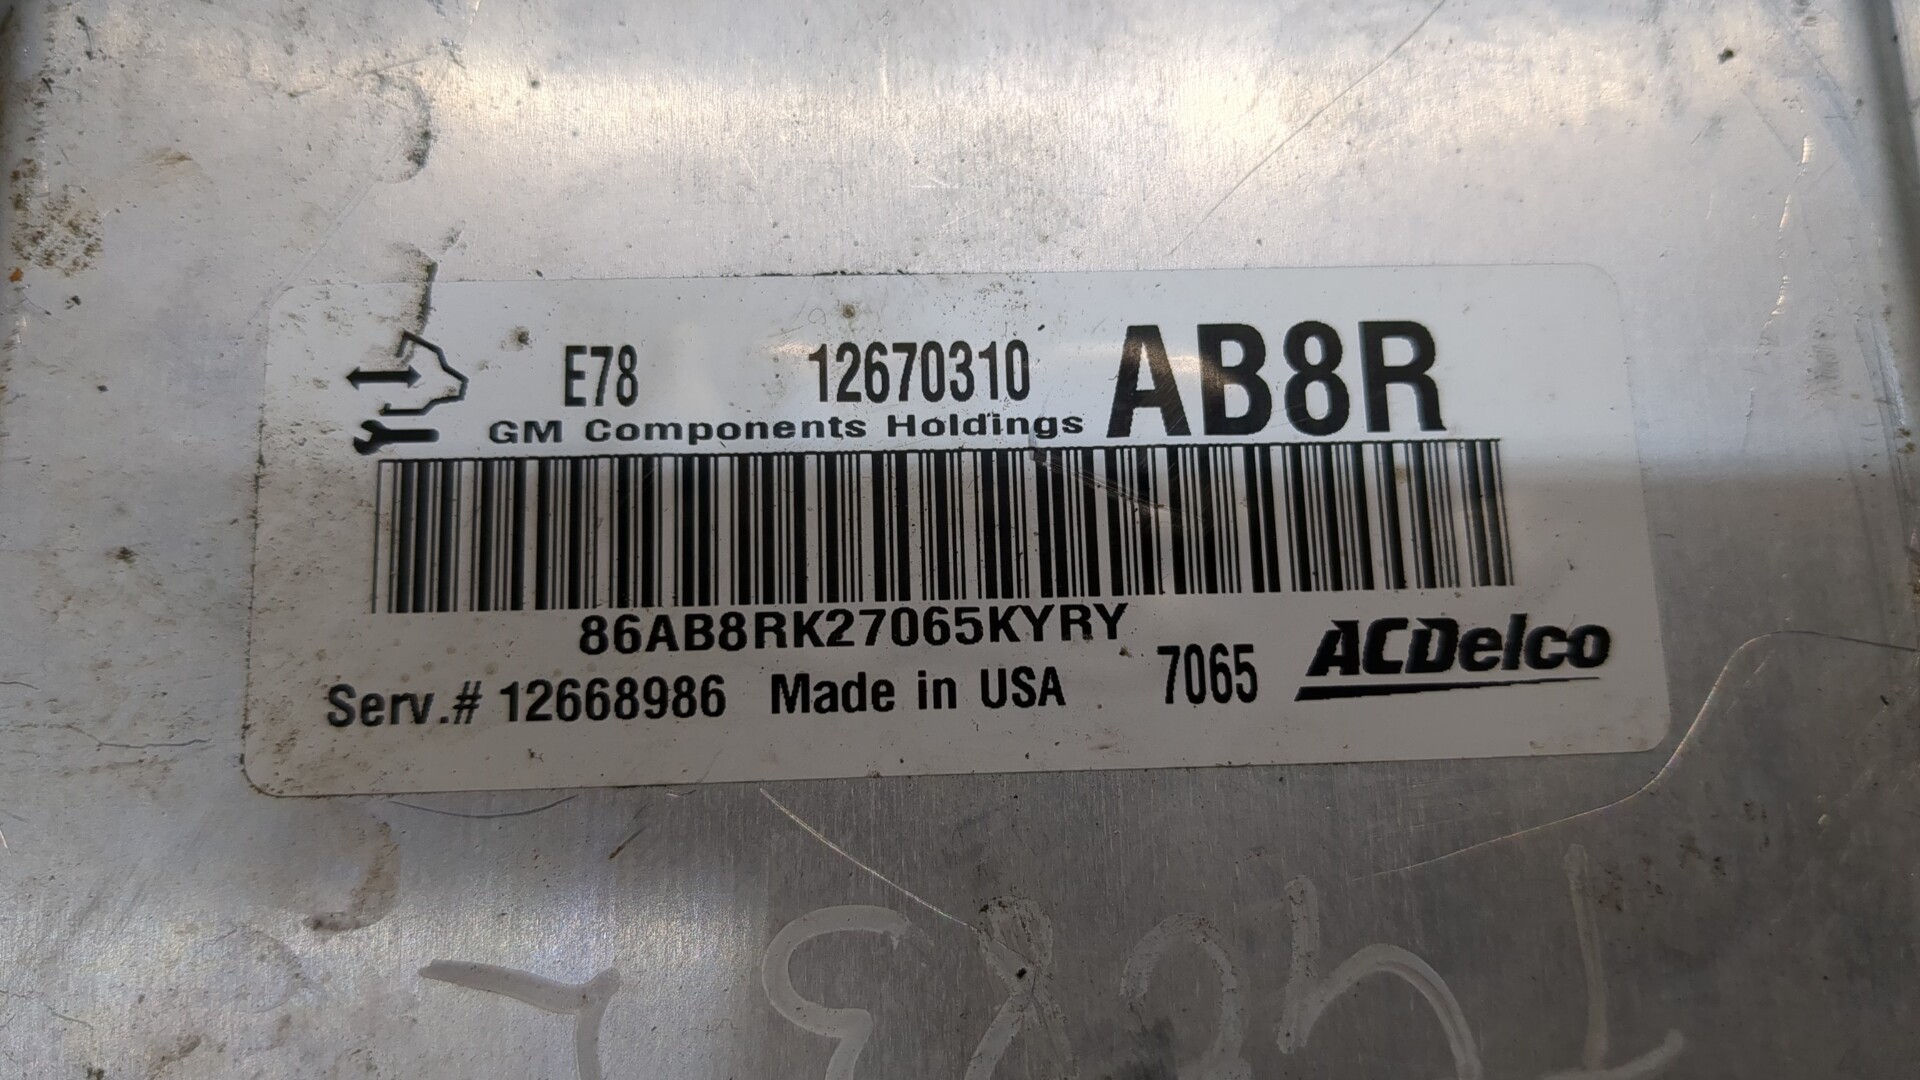 E78 12670310 AB8R
GM Components Holdings
86AB8RK27065KYRY
Serv.# 12668986 Made in USA 7065 ACDelco